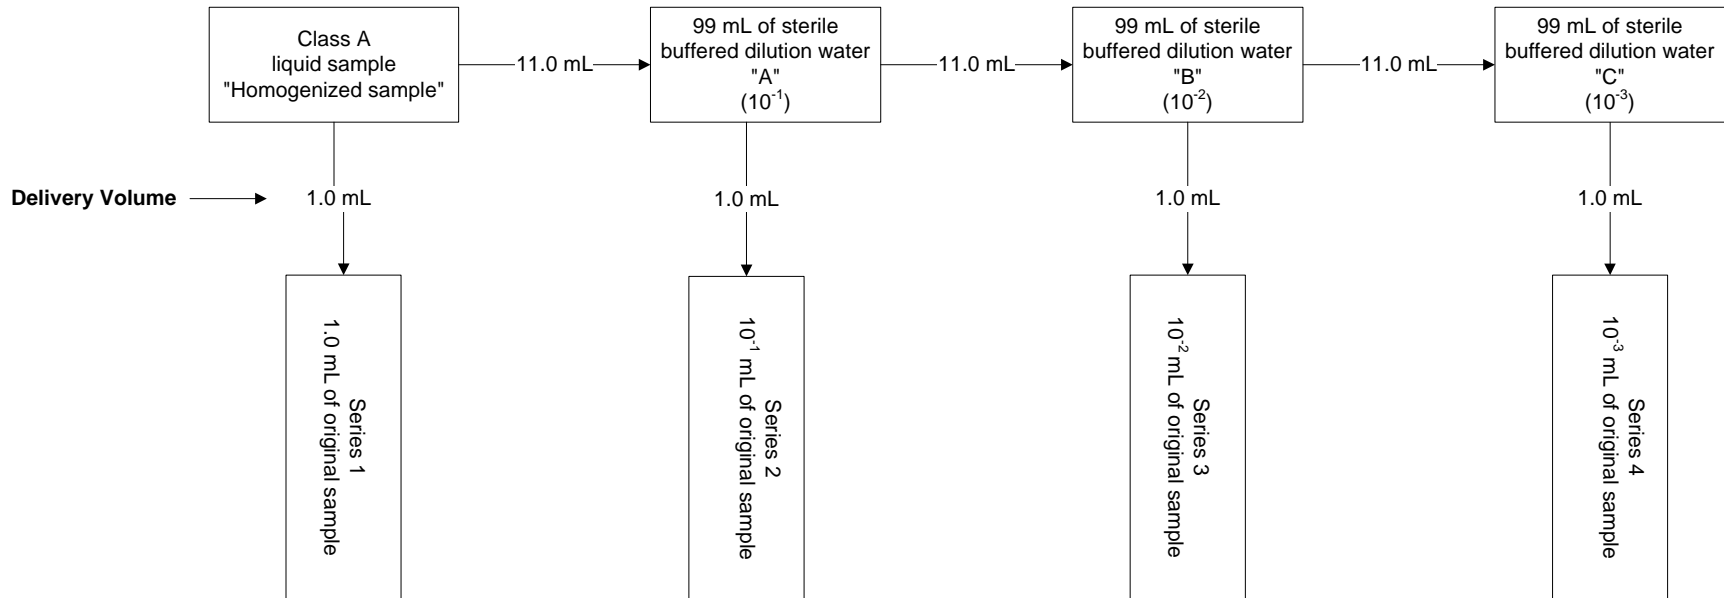 Class A
liquid sample
"Homogenized sample"
11.0 mL
99 mL of sterile
buffered dilution water
"A"
(10⁻¹)
11.0 mL
99 mL of sterile
buffered dilution water
"B"
(10⁻²)
11.0 mL
99 mL of sterile
buffered dilution water
"C"
(10⁻³)
Delivery Volume
1.0 mL
1.0 mL
1.0 mL
1.0 mL
Series 1
1.0 mL of original sample
Series 2
10⁻¹ mL of original sample
Series 3
10⁻² mL of original sample
Series 4
10⁻³ mL of original sample